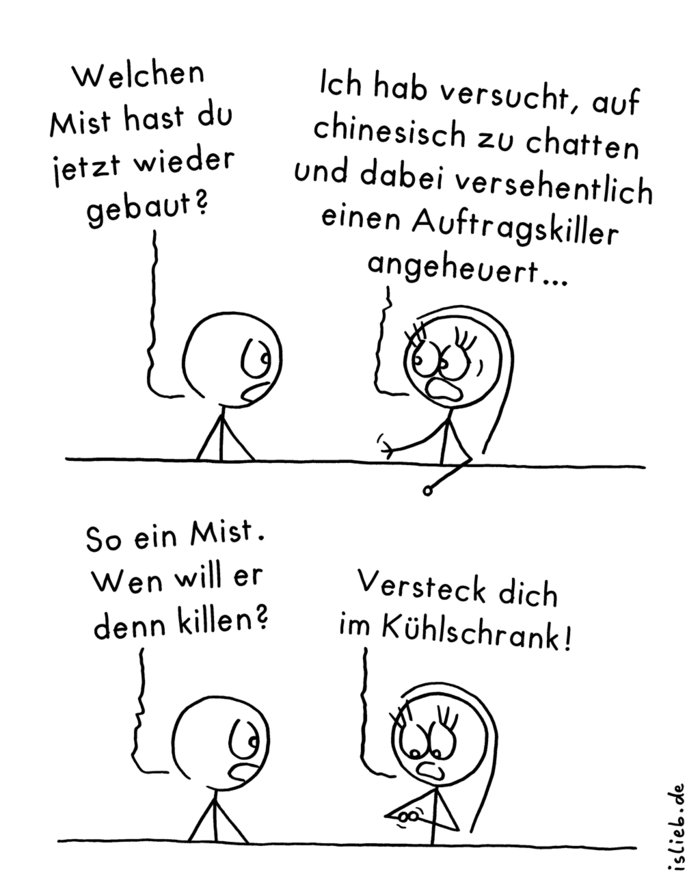 Welchen
Mist hast du
jetzt wieder
gebaut?
Ich hab versucht, auf
chinesisch zu chatten
und dabei versehentlich
einen Auftragskiller
angeheuert...
So ein Mist.
Wen will er
denn killen?
Versteck dich
im Kühlschrank!
islieb.de